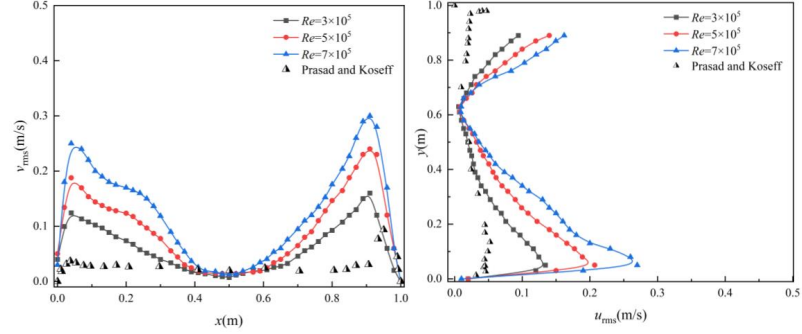 0.5
0.4
0.3
0.2
0.1
0.0
v_rms(m/s)
0.0 0.2 0.4 0.6 0.8 1.0
x(m)
Re=3×10⁵
Re=5×10⁵
Re=7×10⁵
Prasad and Koseff
1.0
0.8
0.6
0.4
0.2
0.0
y(m)
0.0 0.1 0.2 0.3 0.4 0.5
u_rms(m/s)
Re=3×10⁵
Re=5×10⁵
Re=7×10⁵
Prasad and Koseff